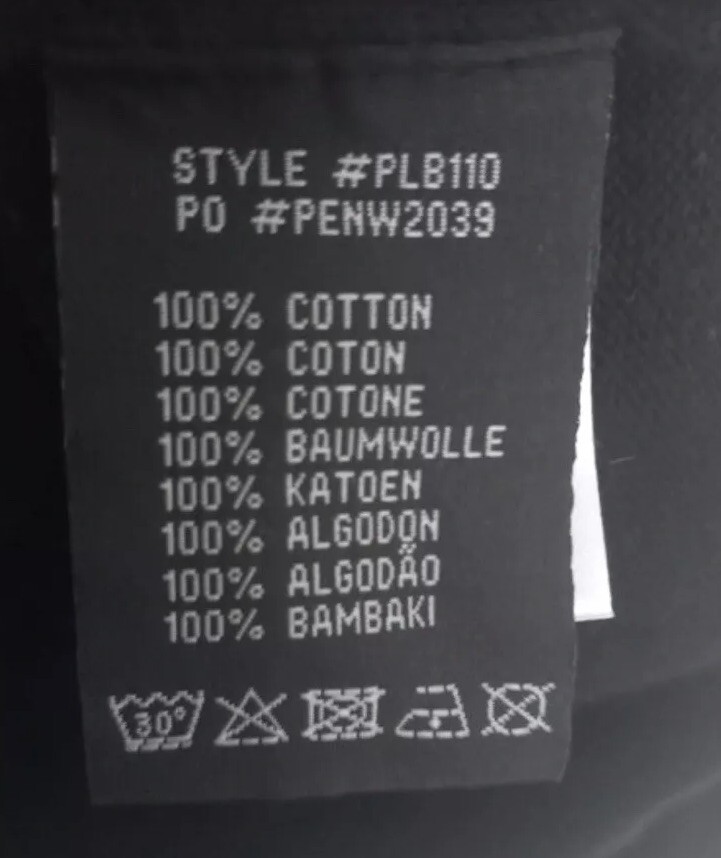 STYLE #PLB110
PO #PENW2039
100% COTTON
100% COTON
100% COTONE
100% BAUMWOLLE
100% KATOEN
100% ALGODON
100% ALGODÃO
100% BAMBAKI
30°